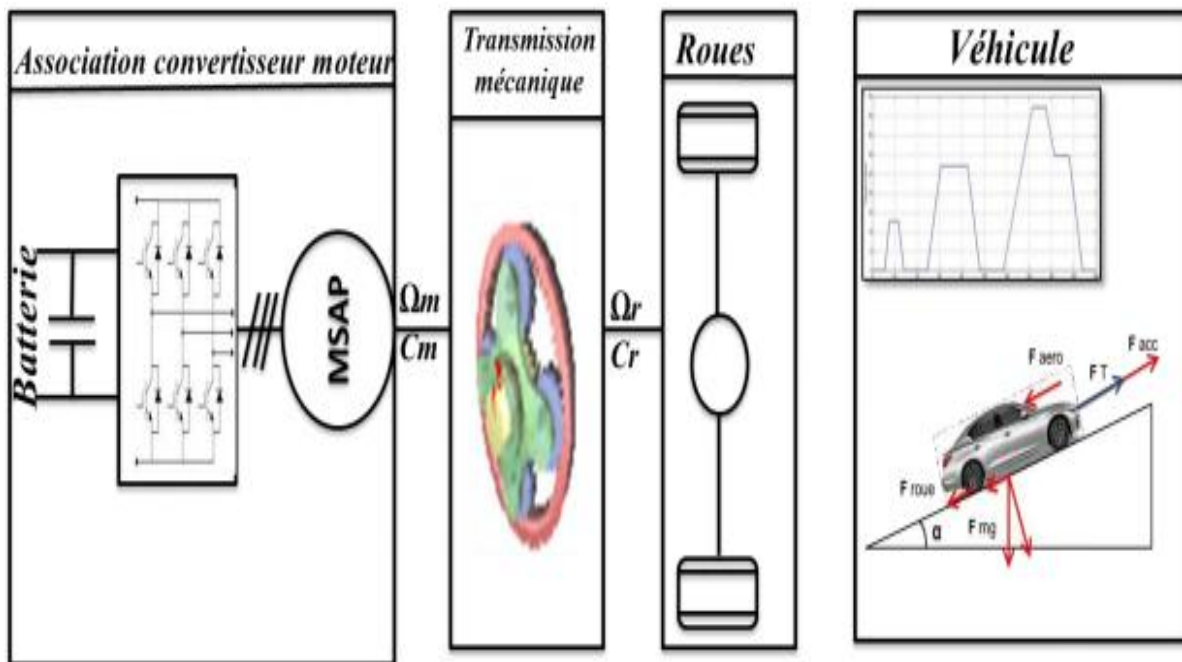 Association convertisseur moteur
Transmission
mécanique
Roues
Véhicule
Batterie
MSAP
Ωm
Cm
Ωr
Cr
F aero
F T
F acc
F roue
F mg
α